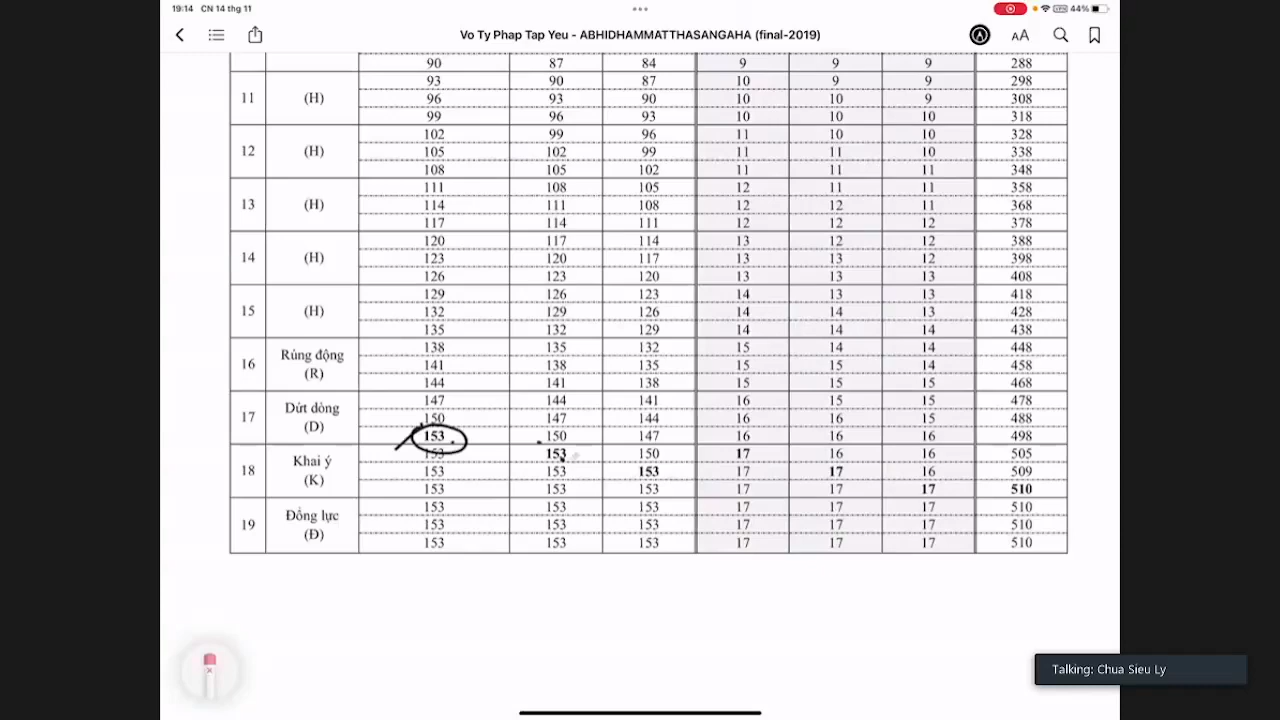 19:14 CN 14 thg 11
44%
Vo Ty Phap Tap Yeu - ABHIDHAMMATTHASANGAHA (final-2019)
AA
90 87 84 9 9 9 288
93 90 87 10 9 9 298
11 (H) 96 93 90 10 10 9 308
99 96 93 10 10 10 318
102 99 96 11 10 10 328
12 (H) 105 102 99 11 11 10 338
108 105 102 11 11 11 348
111 108 105 12 11 11 358
13 (H) 114 111 108 12 12 11 368
117 114 111 12 12 12 378
120 117 114 13 12 12 388
14 (H) 123 120 117 13 13 12 398
126 123 120 13 13 13 408
129 126 123 14 13 13 418
15 (H) 132 129 126 14 14 13 428
135 132 129 14 14 14 438
138 135 132 15 14 14 448
16 Rúng động (R) 141 138 135 15 15 14 458
144 141 138 15 15 15 468
147 144 141 16 15 15 478
17 Dứt dòng (D) 150 147 144 16 16 15 488
153 150 147 16 16 16 498
153 153 150 17 16 16 505
18 Khai ý (K) 153 153 153 17 17 16 509
153 153 153 17 17 17 510
153 153 153 17 17 17 510
19 Đổng lực (Đ) 153 153 153 17 17 17 510
153 153 153 17 17 17 510
Talking: Chua Sieu Ly